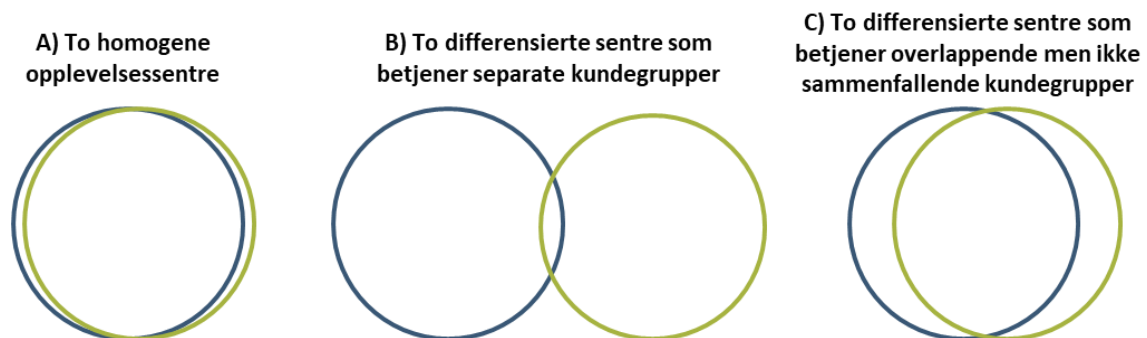 A) To homogene
opplevelsessentre
B) To differensierte sentre som
betjener separate kundegrupper
C) To differensierte sentre som
betjener overlappende men ikke
sammenfallende kundegrupper